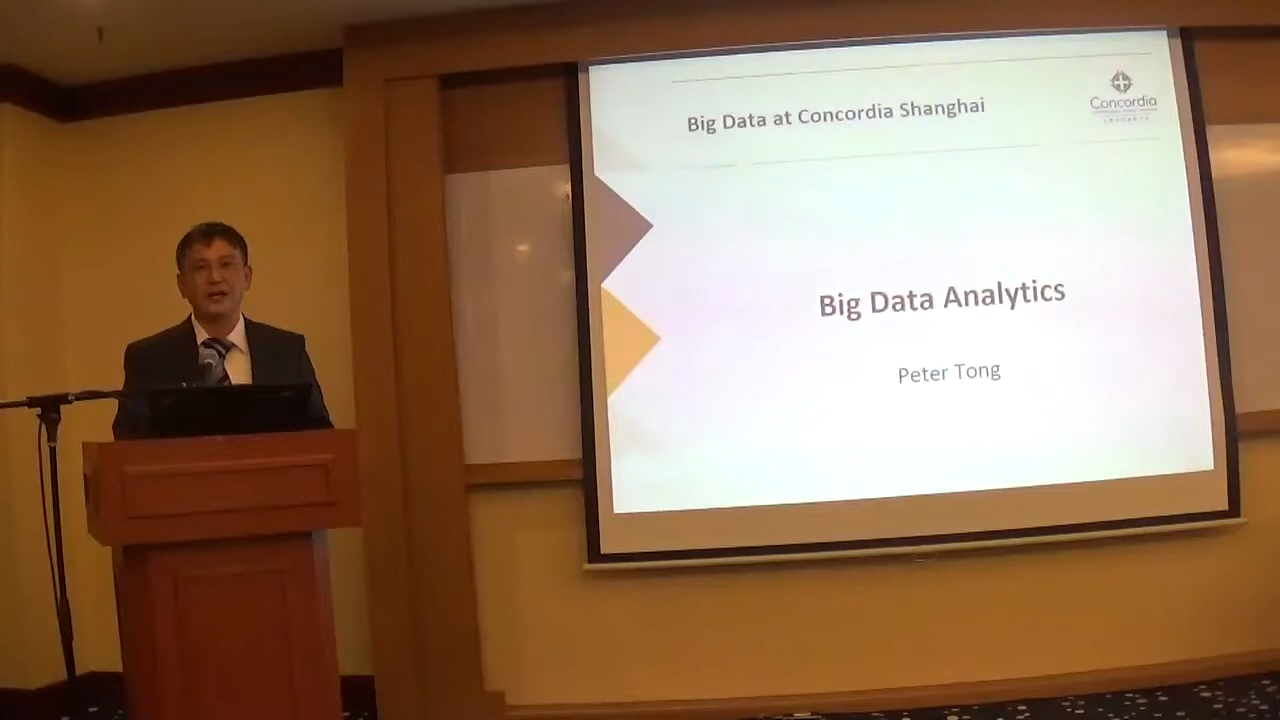 Big Data at Concordia Shanghai
Concordia
Big Data Analytics
Peter Tong